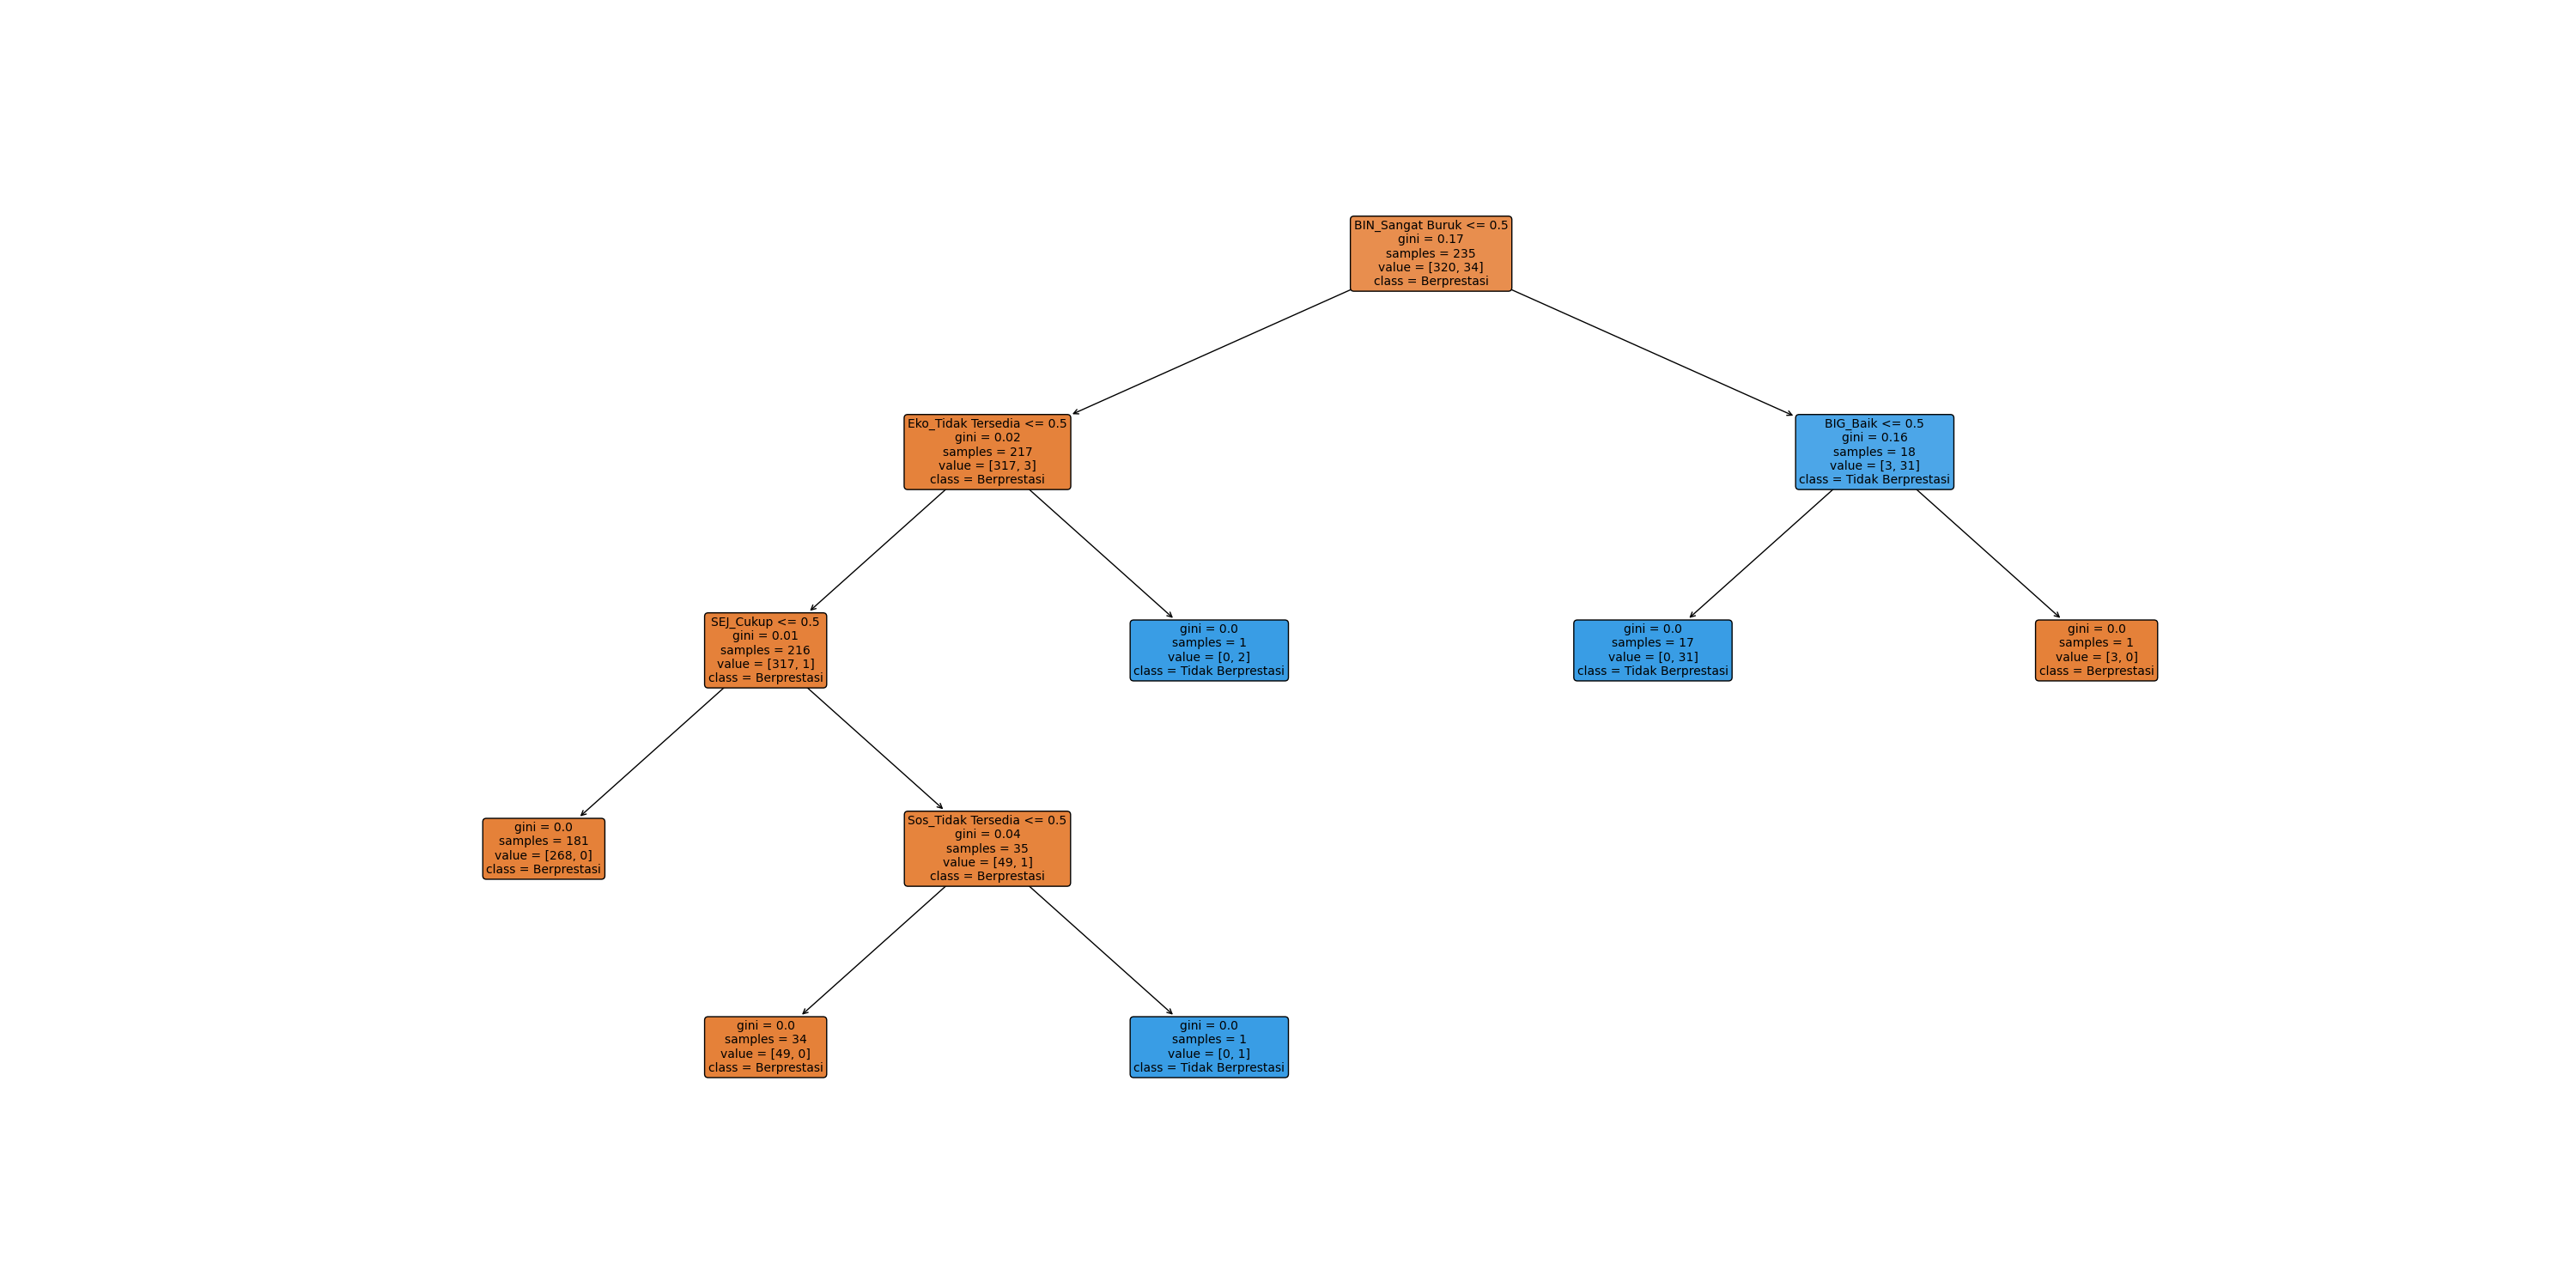 BIN_Sangat Buruk <= 0.5
gini = 0.17
samples = 235
value = [320, 34]
class = Berprestasi
Eko_Tidak Tersedia <= 0.5
gini = 0.02
samples = 217
value = [317, 3]
class = Berprestasi
BIG_Baik <= 0.5
gini = 0.16
samples = 18
value = [3, 31]
class = Tidak Berprestasi
SEJ_Cukup <= 0.5
gini = 0.01
samples = 216
value = [317, 1]
class = Berprestasi
gini = 0.0
samples = 1
value = [0, 2]
class = Tidak Berprestasi
gini = 0.0
samples = 17
value = [0, 31]
class = Tidak Berprestasi
gini = 0.0
samples = 1
value = [3, 0]
class = Berprestasi
gini = 0.0
samples = 181
value = [268, 0]
class = Berprestasi
Sos_Tidak Tersedia <= 0.5
gini = 0.04
samples = 35
value = [49, 1]
class = Berprestasi
gini = 0.0
samples = 34
value = [49, 0]
class = Berprestasi
gini = 0.0
samples = 1
value = [0, 1]
class = Tidak Berprestasi